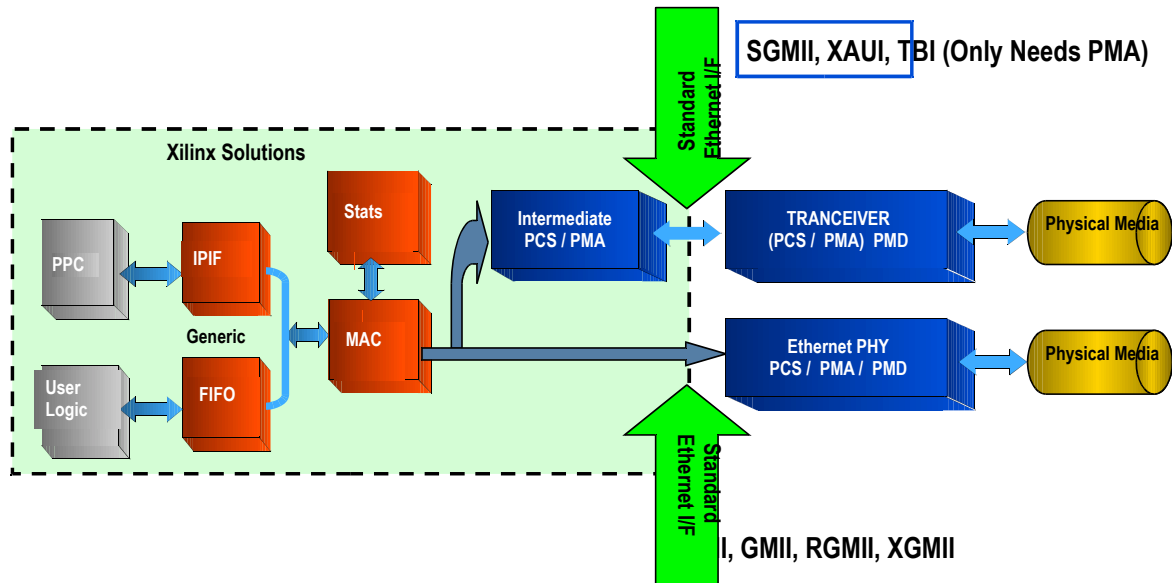 SGMII, XAUI, TBI (Only Needs PMA)
Standard
Ethernet I/F
Xilinx Solutions
Stats
Intermediate
PCS / PMA
TRANCEIVER
(PCS / PMA) PMD
Physical Media
PPC
IPIF
Generic
MAC
Ethernet PHY
PCS / PMA / PMD
Physical Media
User
Logic
FIFO
Standard
Ethernet I/F
I, GMII, RGMII, XGMII